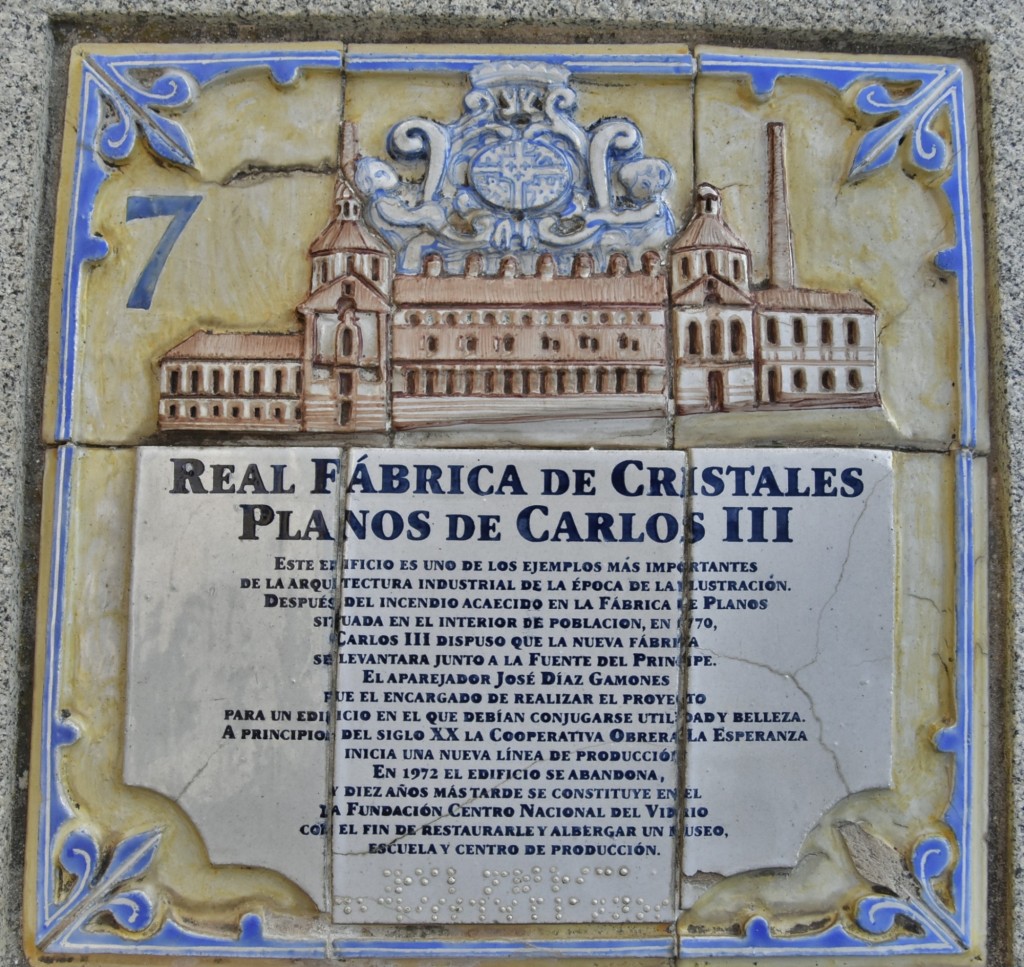 7
REAL FÁBRICA DE CRISTALES
PLANOS DE CARLOS III
ESTE EDIFICIO ES UNO DE LOS EJEMPLOS MÁS IMPORTANTES
DE LA ARQUITECTURA INDUSTRIAL DE LA ÉPOCA DE LA ILUSTRACIÓN.
DESPUÉS DEL INCENDIO ACAECIDO EN LA FÁBRICA DE PLANOS
SITUADA EN EL INTERIOR DE POBLACION, EN 1770,
CARLOS III DISPUSO QUE LA NUEVA FÁBRICA
SE LEVANTARA JUNTO A LA FUENTE DEL PRINCIPE.
EL APAREJADOR JOSÉ DÍAZ GAMONES
FUE EL ENCARGADO DE REALIZAR EL PROYECTO
PARA UN EDIFICIO EN EL QUE DEBÍAN CONJUGARSE UTILIDAD Y BELLEZA.
A PRINCIPIOS DEL SIGLO XX LA COOPERATIVA OBRERA LA ESPERANZA
INICIA UNA NUEVA LÍNEA DE PRODUCCIÓN
EN 1972 EL EDIFICIO SE ABANDONA,
Y DIEZ AÑOS MÁS TARDE SE CONSTITUYE EN EL
LA FUNDACIÓN CENTRO NACIONAL DEL VIDRIO
CON EL FIN DE RESTAURARLE Y ALBERGAR UN MUSEO,
ESCUELA Y CENTRO DE PRODUCCIÓN.